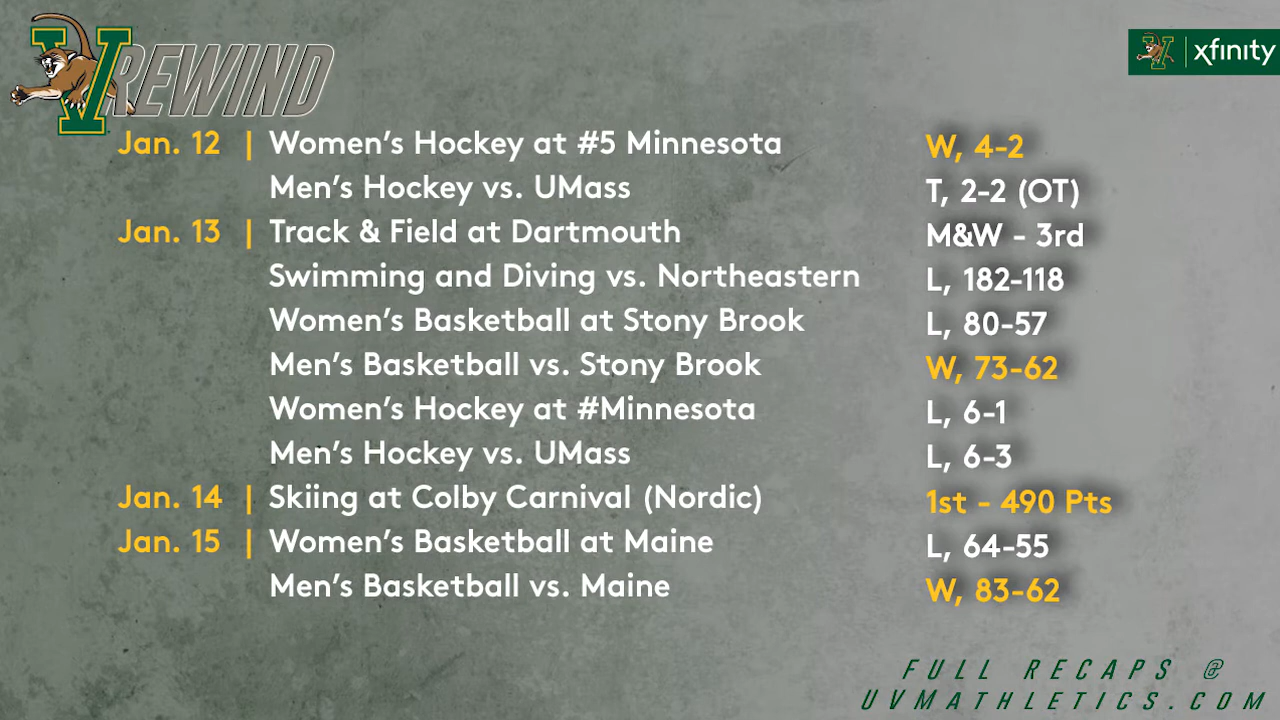 V REWIND
xfinity
Jan. 12 | Women's Hockey at #5 Minnesota W, 4-2
Men's Hockey vs. UMass T, 2-2 (OT)
Jan. 13 | Track & Field at Dartmouth M&W - 3rd
Swimming and Diving vs. Northeastern L, 182-118
Women's Basketball at Stony Brook L, 80-57
Men's Basketball vs. Stony Brook W, 73-62
Women's Hockey at #Minnesota L, 6-1
Men's Hockey vs. UMass L, 6-3
Jan. 14 | Skiing at Colby Carnival (Nordic) 1st - 490 Pts
Jan. 15 | Women's Basketball at Maine L, 64-55
Men's Basketball vs. Maine W, 83-62
FULL RECAPS @
UVMATHLETICS.COM